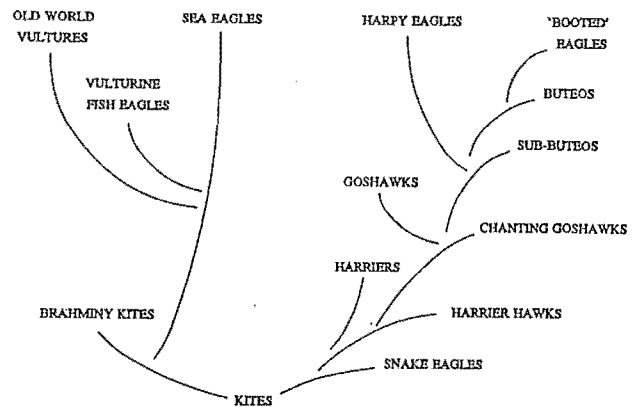 OLD WORLD
VULTURES
SEA EAGLES
HARPY EAGLES
'BOOTED'
EAGLES
VULTURINE
FISH EAGLES
BUTEOS
SUB-BUTEOS
GOSHAWKS
CHANTING GOSHAWKS
HARRIERS
BRAHMINY KITES
HARRIER HAWKS
SNAKE EAGLES
KITES